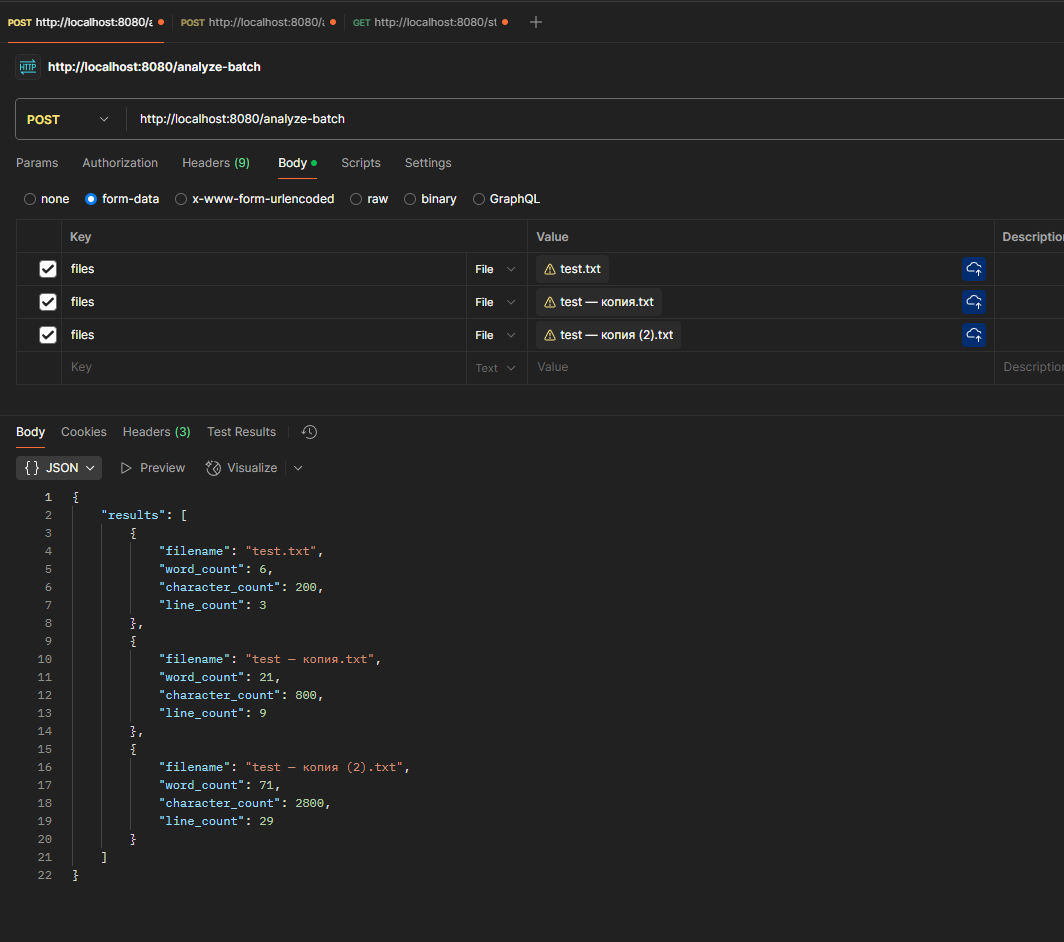 POST http://localhost:8080/a POST http://localhost:8080/a GET http://localhost:8080/st +
HTTP http://localhost:8080/analyze-batch
POST http://localhost:8080/analyze-batch
Params Authorization Headers (9) Body Scripts Settings
none form-data x-www-form-urlencoded raw binary GraphQL
Key Value Description
files File test.txt
files File test — копия.txt
files File test — копия (2).txt
Key Text Value Description
Body Cookies Headers (3) Test Results
{} JSON Preview Visualize
1 {
2 "results": [
3 {
4 "filename": "test.txt",
5 "word_count": 6,
6 "character_count": 200,
7 "line_count": 3
8 },
9 {
10 "filename": "test — копия.txt",
11 "word_count": 21,
12 "character_count": 800,
13 "line_count": 9
14 },
15 {
16 "filename": "test — копия (2).txt",
17 "word_count": 71,
18 "character_count": 2800,
19 "line_count": 29
20 }
21 ]
22 }